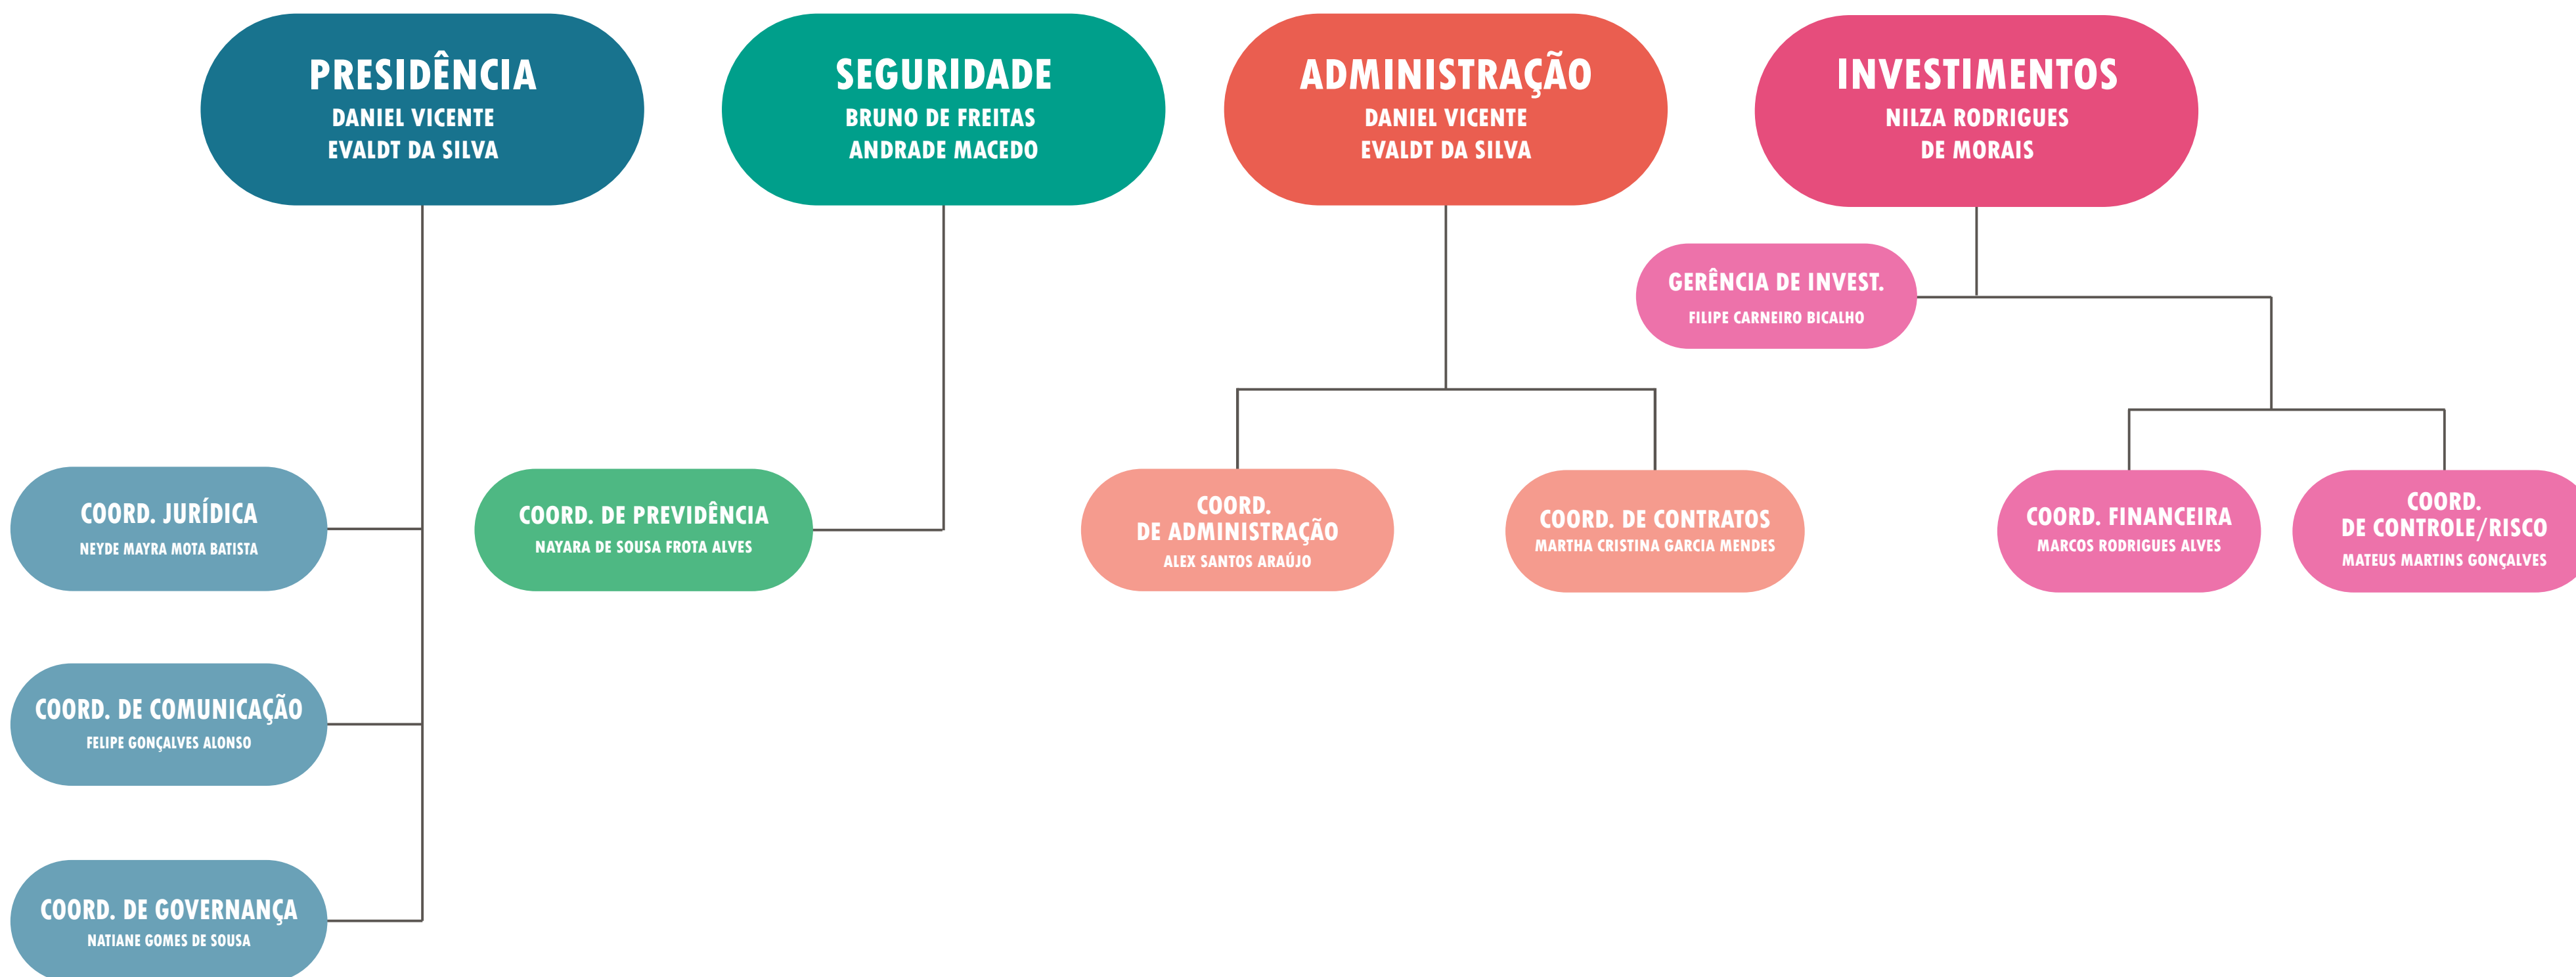 PRESIDÊNCIA
DANIEL VICENTE
EVALDT DA SILVA
SEGURIDADE
BRUNO DE FREITAS
ANDRADE MACEDO
ADMINISTRAÇÃO
DANIEL VICENTE
EVALDT DA SILVA
INVESTIMENTOS
NILZA RODRIGUES
DE MORAIS
GERÊNCIA DE INVEST.
FILIPE CARNEIRO BICALHO
COORD. JURÍDICA
NEYDE MAYRA MOTA BATISTA
COORD. DE PREVIDÊNCIA
NAYARA DE SOUSA FROTA ALVES
COORD.
DE ADMINISTRAÇÃO
ALEX SANTOS ARAÚJO
COORD. DE CONTRATOS
MARTHA CRISTINA GARCIA MENDES
COORD. FINANCEIRA
MARCOS RODRIGUES ALVES
COORD.
DE CONTROLE/RISCO
MATEUS MARTINS GONÇALVES
COORD. DE COMUNICAÇÃO
FELIPE GONÇALVES ALONSO
COORD. DE GOVERNANÇA
NATIANE GOMES DE SOUSA